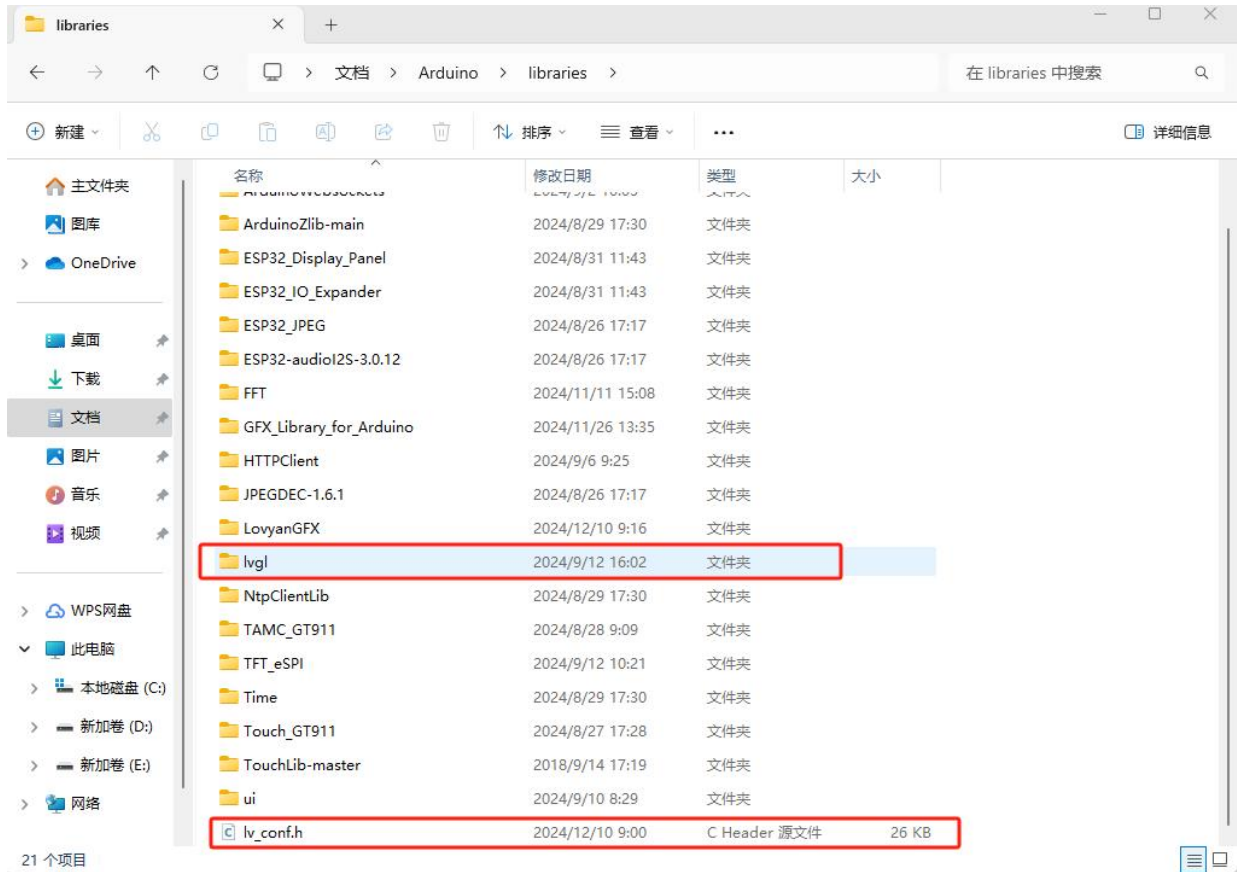 libraries
文档 > Arduino > libraries >
在 libraries 中搜索
新建
排序
查看
详细信息
名称 修改日期 类型 大小
主文件夹
图库
OneDrive
桌面
下载
文档
图片
音乐
视频
WPS网盘
此电脑
本地磁盘 (C:)
新加卷 (D:)
新加卷 (E:)
网络
ArduinoZlib-main 2024/8/29 17:30 文件夹
ESP32_Display_Panel 2024/8/31 11:43 文件夹
ESP32_IO_Expander 2024/8/31 11:43 文件夹
ESP32_JPEG 2024/8/26 17:17 文件夹
ESP32-audioI2S-3.0.12 2024/8/26 17:17 文件夹
FFT 2024/11/11 15:08 文件夹
GFX_Library_for_Arduino 2024/11/26 13:35 文件夹
HTTPClient 2024/9/6 9:25 文件夹
JPEGDEC-1.6.1 2024/8/26 17:17 文件夹
LovyanGFX 2024/12/10 9:16 文件夹
lvgl 2024/9/12 16:02 文件夹
NtpClientLib 2024/8/29 17:30 文件夹
TAMC_GT911 2024/8/28 9:09 文件夹
TFT_eSPI 2024/9/12 10:21 文件夹
Time 2024/8/29 17:30 文件夹
Touch_GT911 2024/8/27 17:28 文件夹
TouchLib-master 2018/9/14 17:19 文件夹
ui 2024/9/10 8:29 文件夹
lv_conf.h 2024/12/10 9:00 C Header 源文件 26 KB
21 个项目